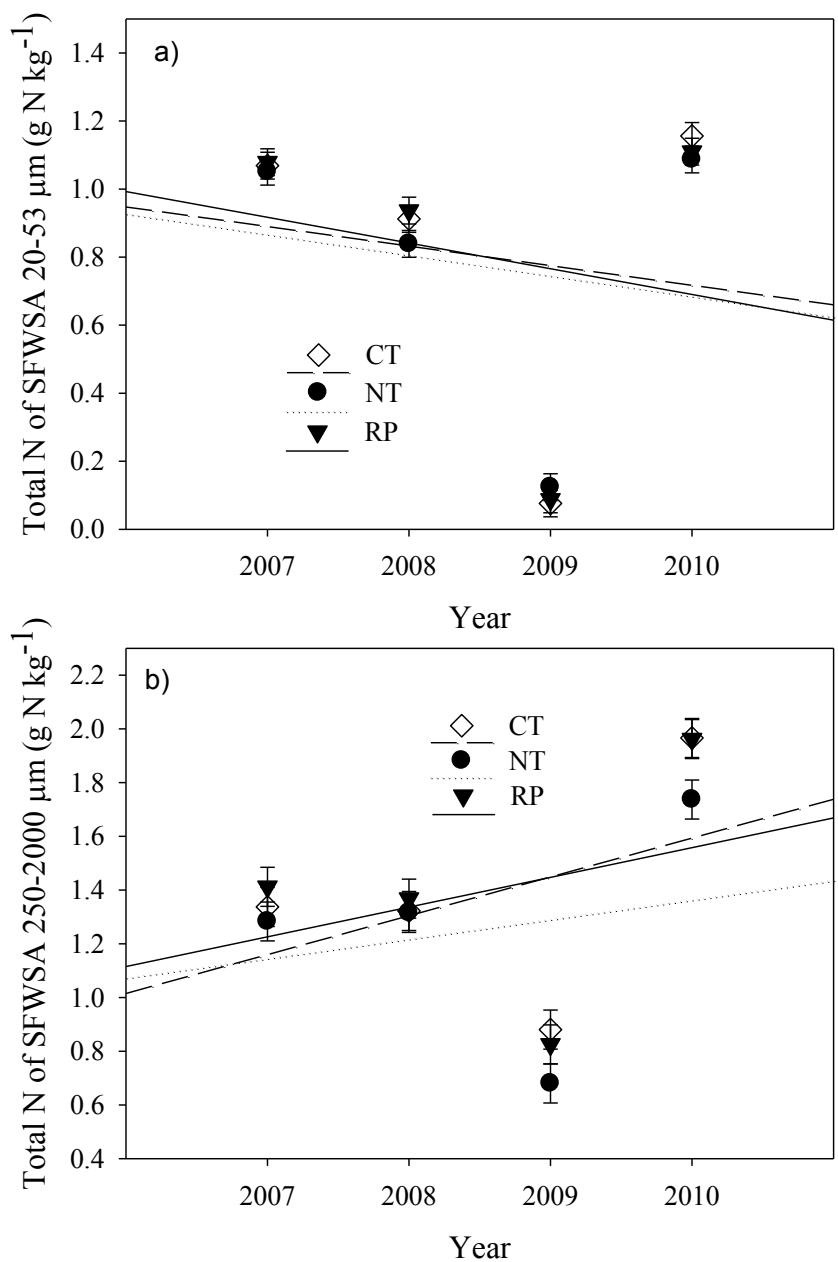 a)
Total N of SFWSA 20-53 μm (g N kg⁻¹)
1.4
1.2
1.0
0.8
0.6
0.4
0.2
0.0
CT
NT
RP
2007 2008 2009 2010
Year
b)
Total N of SFWSA 250-2000 μm (g N kg⁻¹)
2.2
2.0
1.8
1.6
1.4
1.2
1.0
0.8
0.6
0.4
CT
NT
RP
2007 2008 2009 2010
Year